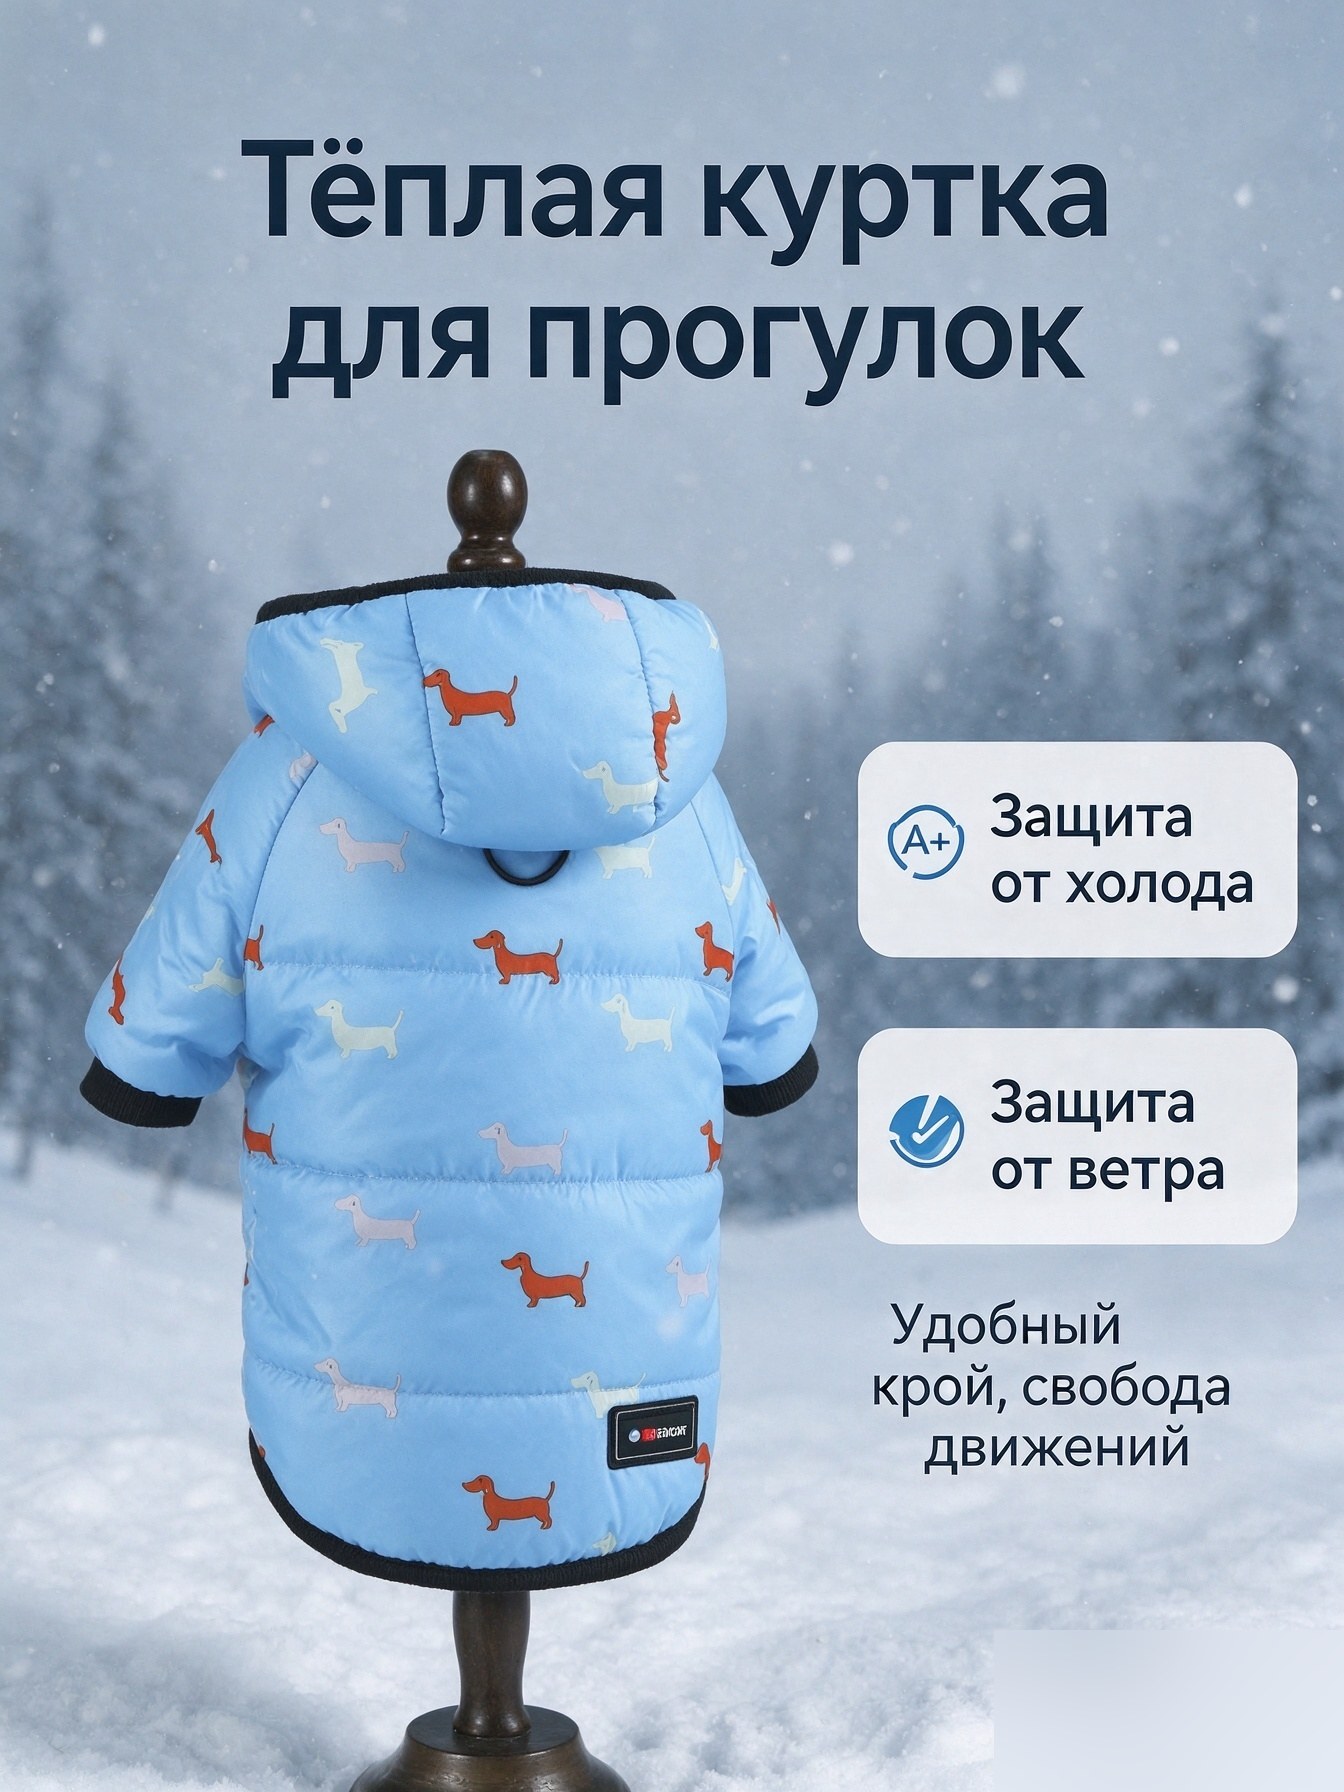 Тёплая куртка
для прогулок
A+
Защита
от холода
Защита
от ветра
Удобный
крой, свобода
движений